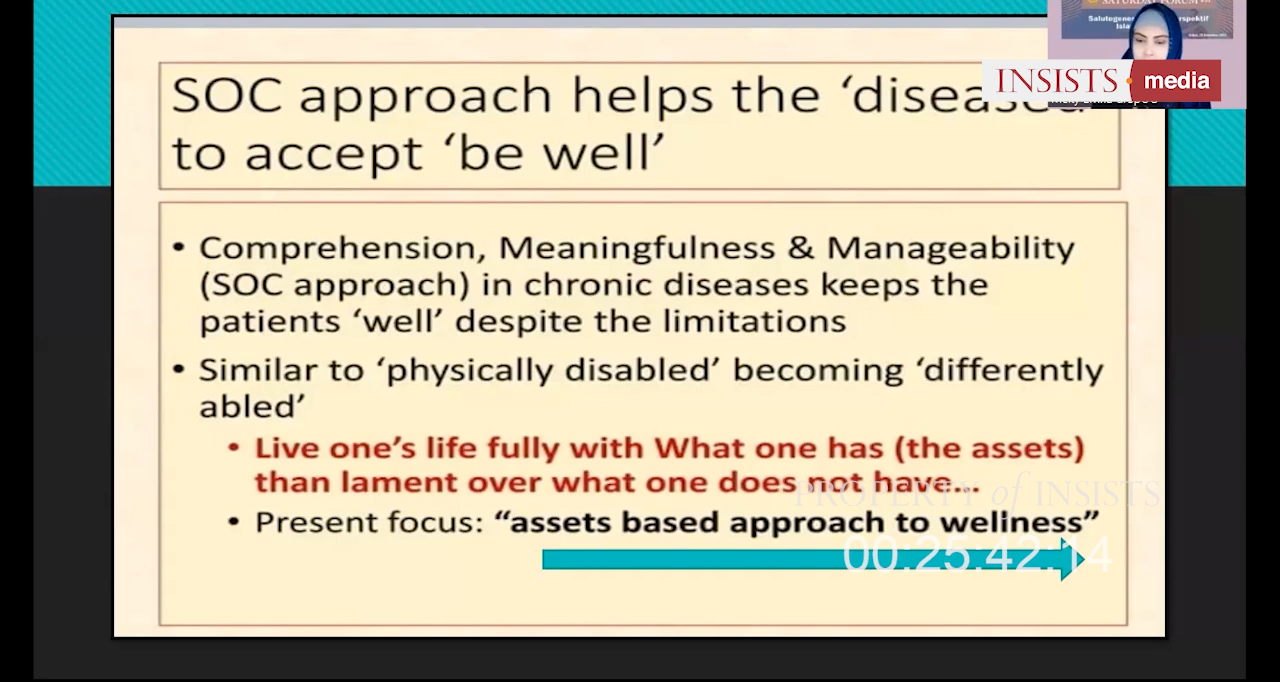 SATURDAY FORUM
INSISTS media
SOC approach helps the ‘diseased’
to accept ‘be well’
• Comprehension, Meaningfulness & Manageability
(SOC approach) in chronic diseases keeps the
patients ‘well’ despite the limitations
• Similar to ‘physically disabled’ becoming ‘differently
abled’
• Live one’s life fully with What one has (the assets)
than lament over what one does not have…
PROPERTY of INSISTS
• Present focus: “assets based approach to wellness”
00:25:42:14